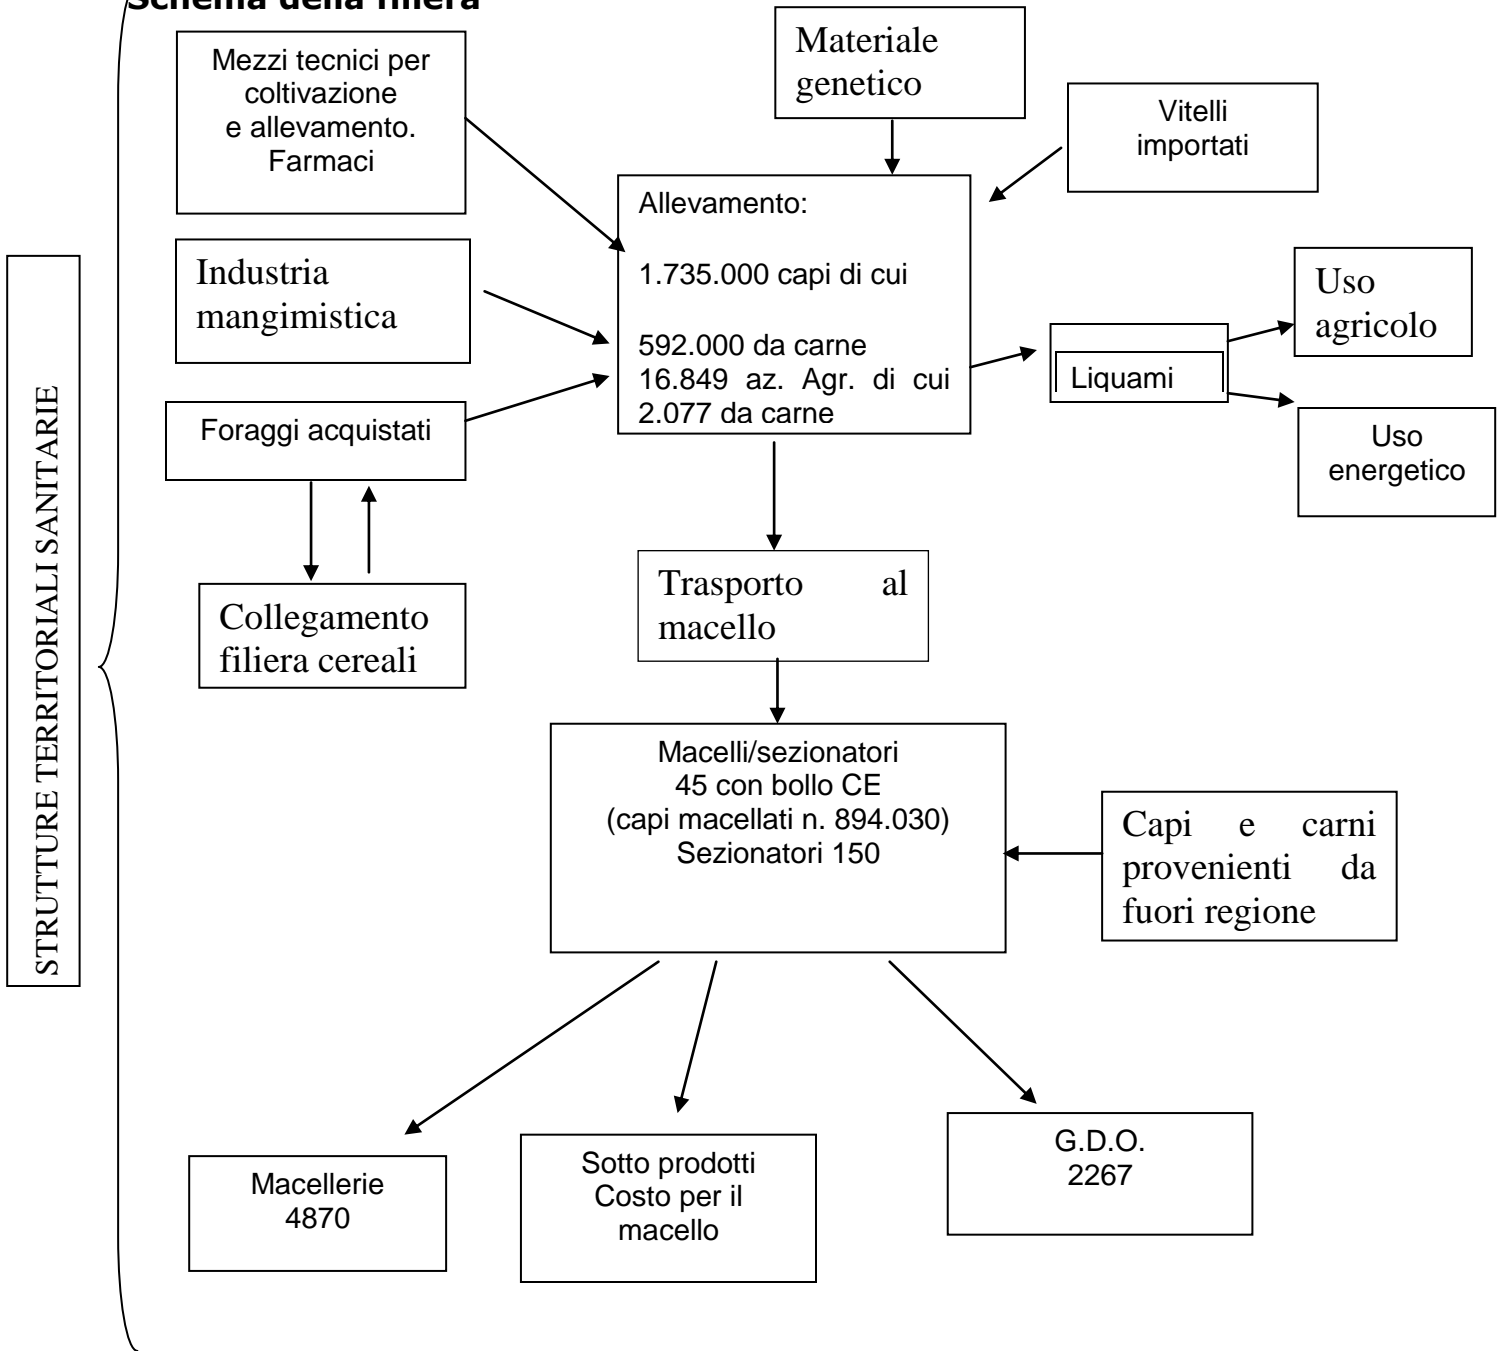 Schema della filiera
Mezzi tecnici per
coltivazione
e allevamento.
Farmaci
Materiale
genetico
Vitelli
importati
Industria
mangimistica
Allevamento:
1.735.000 capi di cui
592.000 da carne
16.849 az. Agr. di cui
2.077 da carne
Uso
agricolo
Liquami
Uso
energetico
Foraggi acquistati
STRUTTURE TERRITORIALI SANITARIE
Collegamento
filiera cereali
Trasporto al
macello
Macelli/sezionatori
45 con bollo CE
(capi macellati n. 894.030)
Sezionatori 150
Capi e carni
provenienti da
fuori regione
Macellerie
4870
Sotto prodotti
Costo per il
macello
G.D.O.
2267